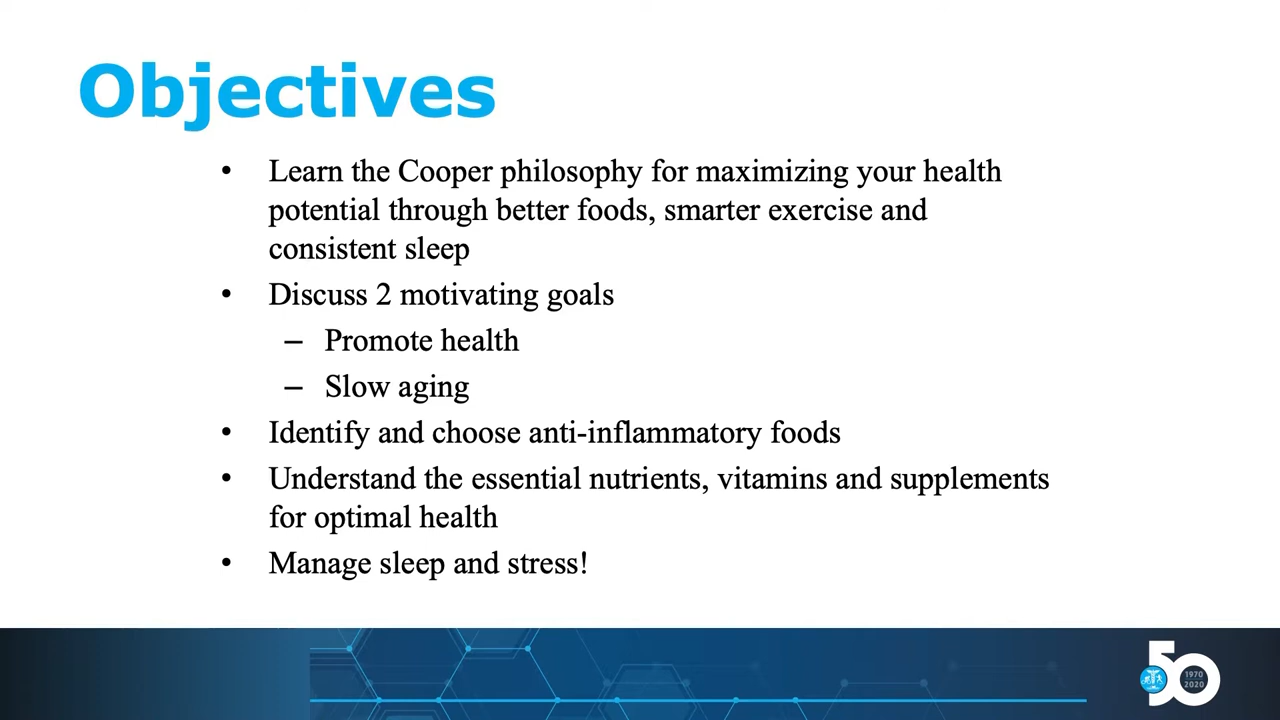 Objectives
• Learn the Cooper philosophy for maximizing your health
potential through better foods, smarter exercise and
consistent sleep
• Discuss 2 motivating goals
– Promote health
– Slow aging
• Identify and choose anti-inflammatory foods
• Understand the essential nutrients, vitamins and supplements
for optimal health
• Manage sleep and stress!
50
1970
2020